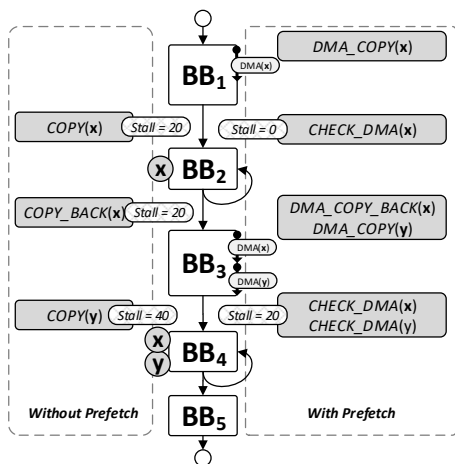 DMA_COPY(x)
BB1
DMA(x)
COPY(x)
Stall = 20
Stall = 0
CHECK_DMA(x)
x
BB2
COPY_BACK(x)
Stall = 20
DMA_COPY_BACK(x)
DMA_COPY(y)
BB3
DMA(x)
DMA(y)
COPY(y)
Stall = 40
Stall = 20
CHECK_DMA(x)
CHECK_DMA(y)
x
y
BB4
BB5
Without Prefetch
With Prefetch